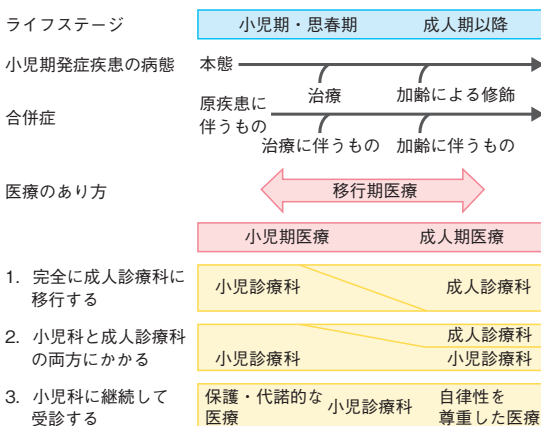 ライフステージ
小児期・思春期
成人期以降
小児期発症疾患の病態
本態
治療
加齢による修飾
合併症
原疾患に
伴うもの
治療に伴うもの
加齢に伴うもの
医療のあり方
移行期医療
小児期医療
成人期医療
1. 完全に成人診療科に
移行する
小児診療科
成人診療科
2. 小児科と成人診療科
の両方にかかる
成人診療科
小児診療科
小児診療科
3. 小児科に継続して
受診する
保護・代諾的な
医療
小児診療科
自律性を
尊重した医療